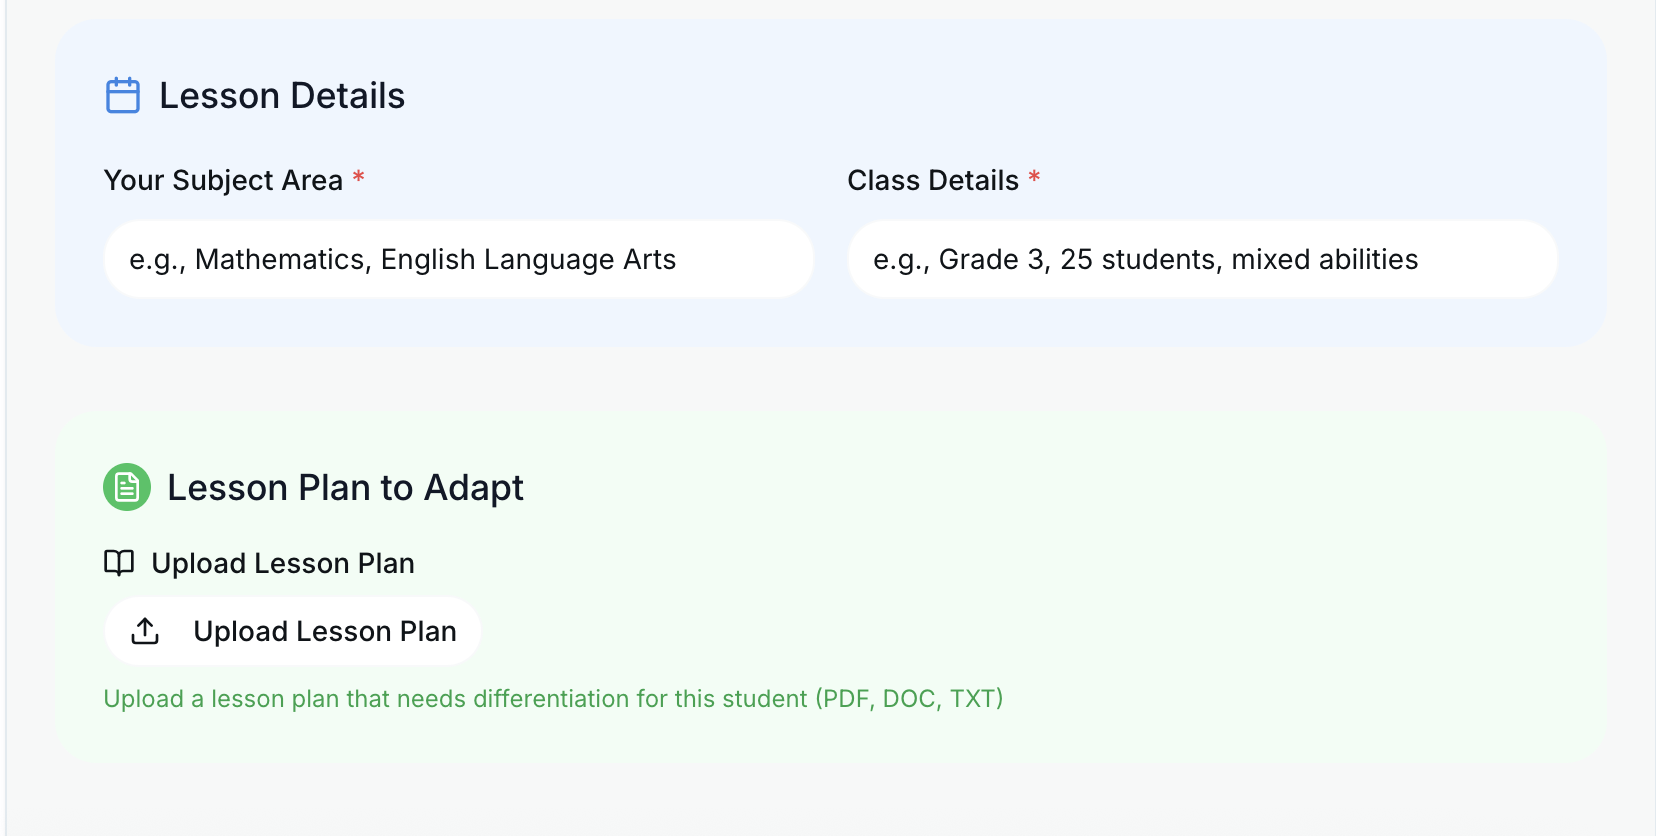 Lesson Details
Your Subject Area *
Class Details *
e.g., Mathematics, English Language Arts
e.g., Grade 3, 25 students, mixed abilities
Lesson Plan to Adapt
Upload Lesson Plan
Upload Lesson Plan
Upload a lesson plan that needs differentiation for this student (PDF, DOC, TXT)